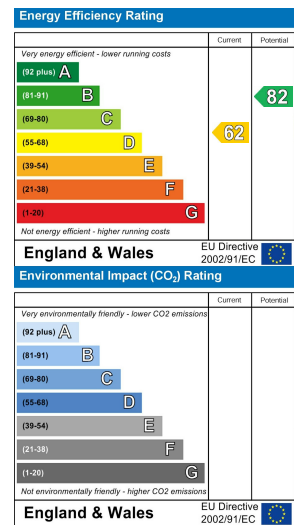 Energy Efficiency Rating
Current Potential
Very energy efficient - lower running costs
(92 plus) A
(81-91) B
82
(69-80) C
(55-68) D
62
(39-54) E
(21-38) F
(1-20) G
Not energy efficient - higher running costs
England & Wales
EU Directive
2002/91/EC
Environmental Impact (CO₂) Rating
Current Potential
Very environmentally friendly - lower CO2 emissions
(92 plus) A
(81-91) B
(69-80) C
(55-68) D
(39-54) E
(21-38) F
(1-20) G
Not environmentally friendly - higher CO2 emissions
England & Wales
EU Directive
2002/91/EC